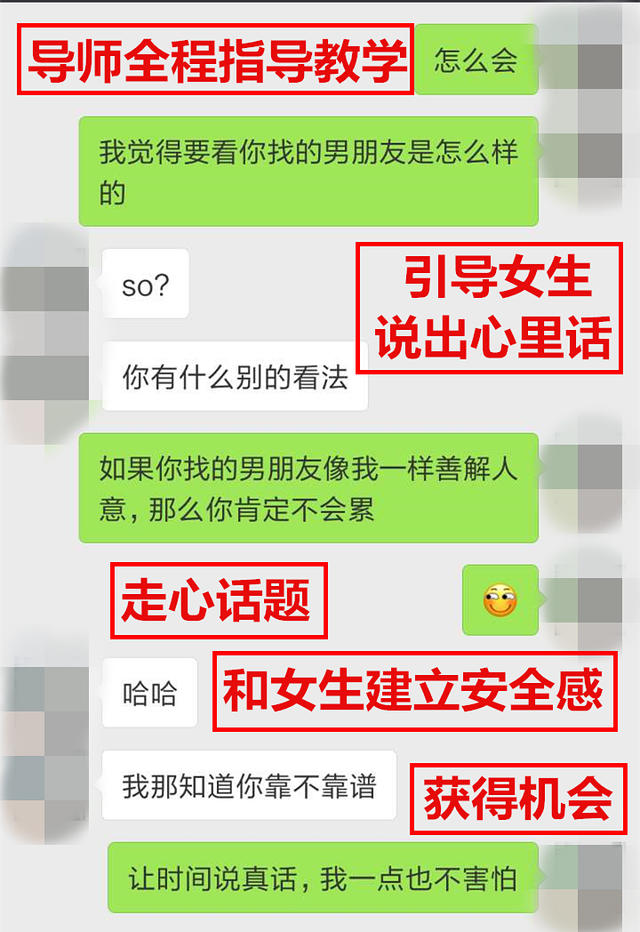 导师全程指导教学
怎么会
我觉得要看你找的男朋友是怎么样
的
so?
引导女生
说出心里话
你有什么别的看法
如果你找的男朋友像我一样善解人
意,那么你肯定不会累
走心话题
和女生建立安全感
哈哈
我那知道你靠不靠谱
获得机会
让时间说真话,我一点也不害怕